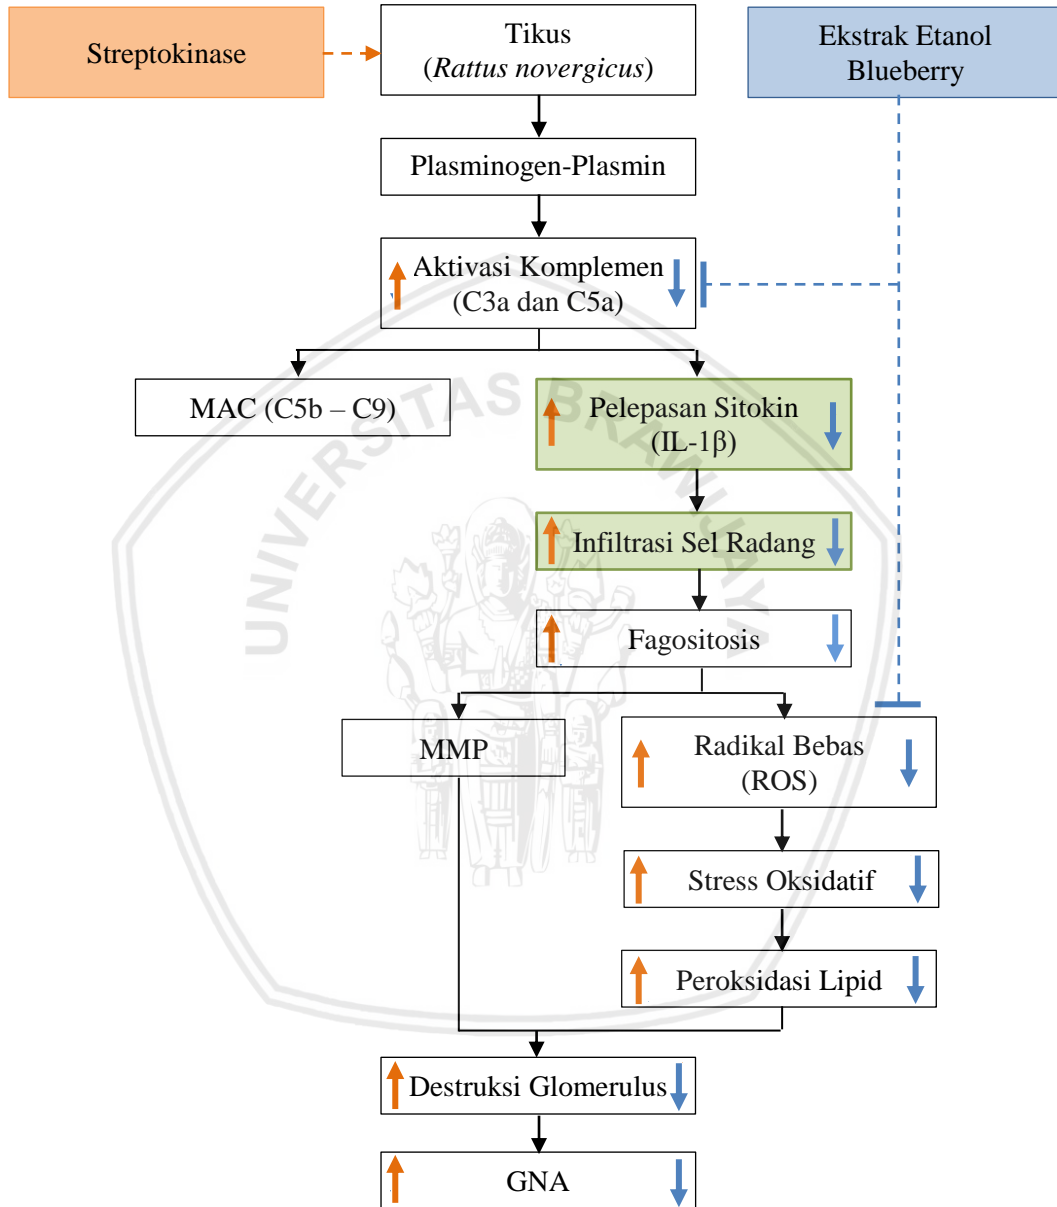 Streptokinase
Tikus
(Rattus novergicus)
Ekstrak Etanol
Blueberry
Plasminogen-Plasmin
Aktivasi Komplemen
(C3a dan C5a)
MAC (C5b – C9)
Pelepasan Sitokin
(IL-1β)
Infiltrasi Sel Radang
Fagositosis
MMP
Radikal Bebas
(ROS)
Stress Oksidatif
Peroksidasi Lipid
Destruksi Glomerulus
GNA
UNIVERSITAS BRAWIJAYA